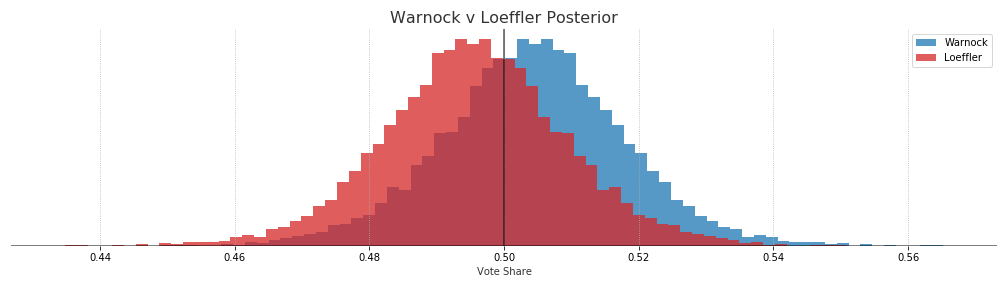 Warnock v Loeffler Posterior
Warnock
Loeffler
0.44 0.46 0.48 0.50 0.52 0.54 0.56
Vote Share